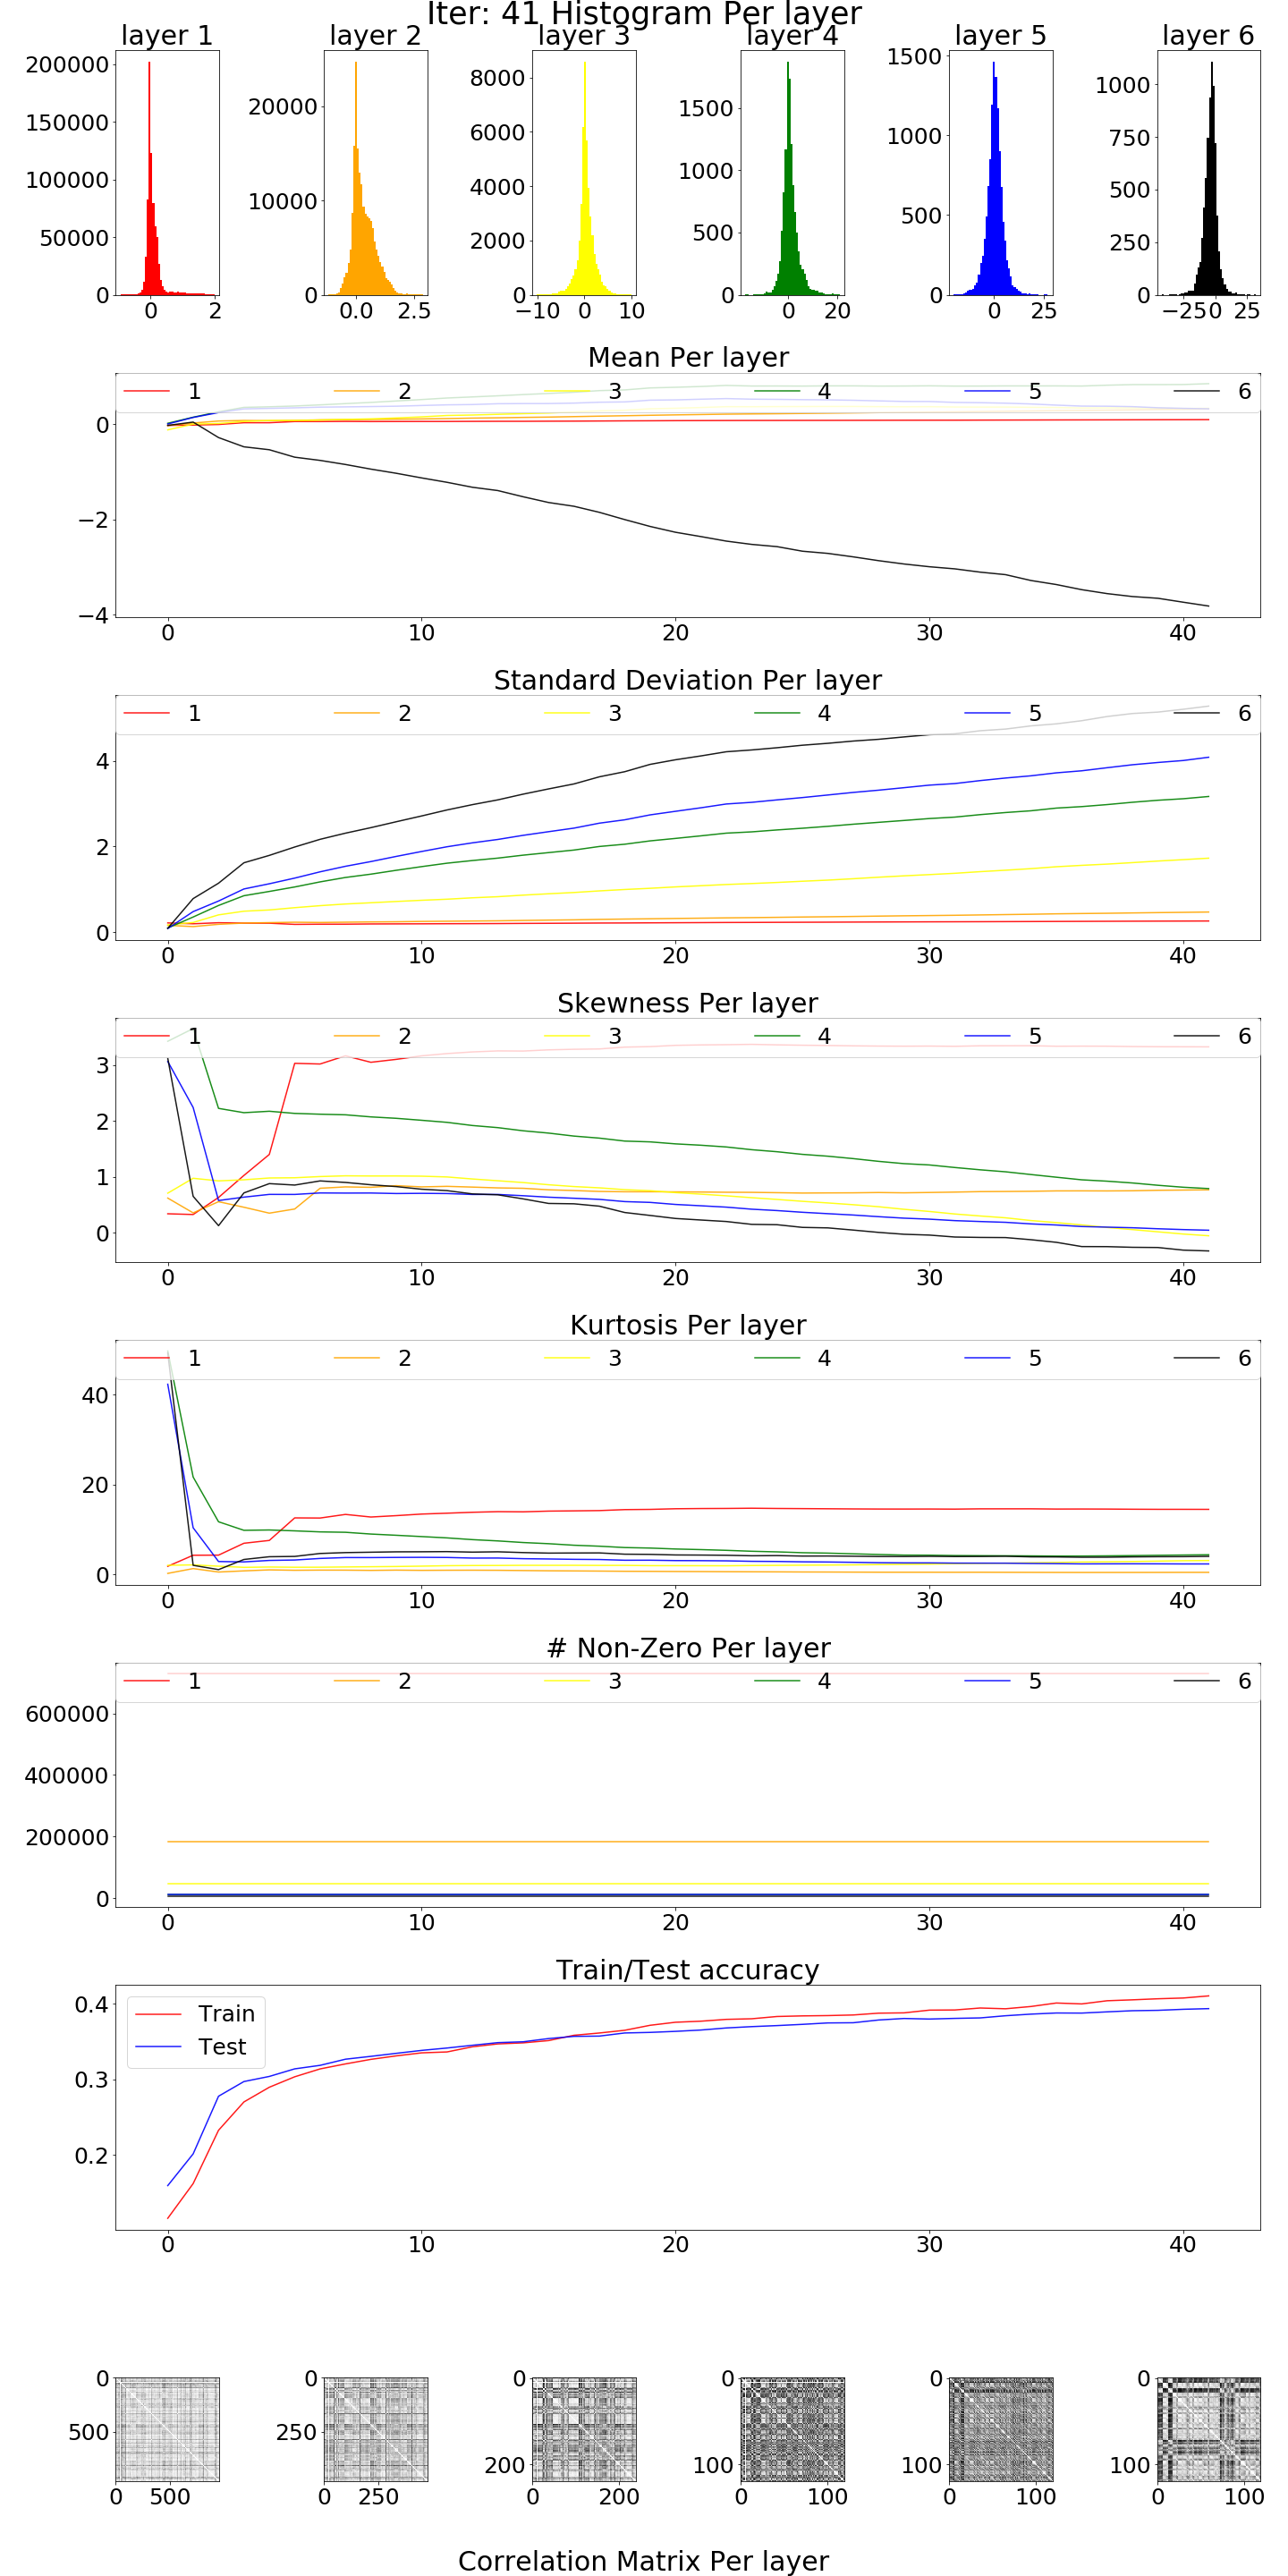 Iter: 41 Histogram Per layer
layer 1 layer 2 layer 3 layer 4 layer 5 layer 6
200000 150000 100000 50000 0
0 2
20000 10000 0
0.0 2.5
8000 6000 4000 2000 0
−10 0 10
1500 1000 500 0
0 20
1500 1000 500 0
0 25
1000 750 500 250 0
−25 0 25
Mean Per layer
1 2 3 4 5 6
0
−2
−4
0 10 20 30 40
Standard Deviation Per layer
1 2 3 4 5 6
4
2
0
0 10 20 30 40
Skewness Per layer
1 2 3 4 5 6
3
2
1
0
0 10 20 30 40
Kurtosis Per layer
1 2 3 4 5 6
40
20
0
0 10 20 30 40
# Non-Zero Per layer
1 2 3 4 5 6
600000
400000
200000
0
0 10 20 30 40
Train/Test accuracy
Train
Test
0.4
0.3
0.2
0 10 20 30 40
0 500
0 500
0 250
0 250
0 200
0 200
0 100
0 100
0 100
0 100
0 100
0 100
Correlation Matrix Per layer